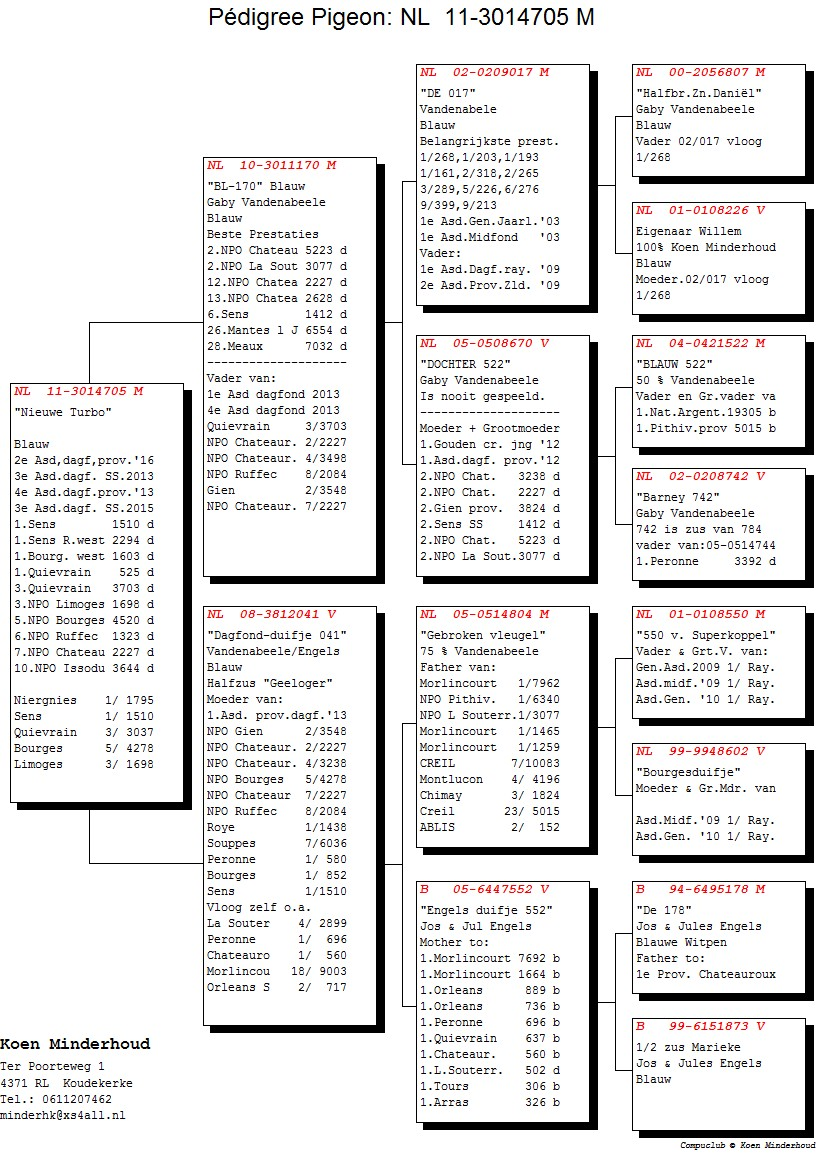 Pédigree Pigeon: NL  11-3014705 M
NL  11-3014705 M
"Nieuwe Turbo"
Blauw
2e Asd,dagf,prov.'16
3e Asd.dagf. SS.2013
4e Asd.dagf.prov.'13
3e Asd.dagf. SS.2015
1.Sens        1510 d
1.Sens R.west 2294 d
1.Bourg. west 1603 d
1.Quievrain    525 d
3.Quievrain   3703 d
3.NPO Limoges 1698 d
5.NPO Bourges 4520 d
6.NPO Ruffec  1323 d
7.NPO Chateau 2227 d
10.NPO Issodu 3644 d
Niergnies    1/ 1795
Sens         1/ 1510
Quievrain    3/ 3037
Bourges      5/ 4278
Limoges      3/ 1698
NL  10-3011170 M
"BL-170" Blauw
Gaby Vandenabeele
Blauw
Beste Prestaties
2.NPO Chateau 5223 d
2.NPO La Sout 3077 d
12.NPO Chatea 2227 d
13.NPO Chatea 2628 d
6.Sens        1412 d
26.Mantes l J 6554 d
28.Meaux      7032 d
--------------------
Vader van:
1e Asd dagfond 2013
4e Asd dagfond 2013
Quievrain     3/3703
NPO Chateur.  2/2227
NPO Chateur.  4/3498
NPO Ruffec    8/2084
Gien          2/3548
NPO Chateur.  7/2227
NL  08-3812041 V
"Dagfond-duifje 041"
Vandenabeele/Engels
Blauw
Halfzus "Geeloger"
Moeder van:
1.Asd. prov.dagf.'13
NPO Gien      2/3548
NPO Chateur.  2/2227
NPO Chateur.  4/3238
NPO Bourges   5/4278
NPO Chateur   7/2227
NPO Ruffec    8/2084
Roye          1/1438
Souppes       7/6036
Peronne       1/ 580
Bourges       1/ 852
Sens          1/1510
Vloog zelf o.a.
La Souter    4/ 2899
Peronne      1/  696
Chateauro    1/  560
Morlincou   18/ 9003
Orleans S    2/  717
NL  02-0209017 M
"DE 017"
Vandenabele
Blauw
Belangrijkste prest.
1/268,1/203,1/193
1/161,2/318,2/265
3/289,5/226,6/276
9/399,9/213
1e Asd.Gen.Jaarl.'03
1e Asd.Midfond   '03
Vader:
1e Asd.Dagf.ray. '09
2e Asd.Prov.Zld. '09
NL  05-0508670 V
"DOCHTER 522"
Gaby Vandenabeele
Is nooit gespeeld.
--------------------
Moeder + Grootmoeder
1.Gouden cr. jng '12
1.Asd.dagf. prov.'12
2.NPO Chat.   3238 d
2.NPO Chat.   2227 d
2.Gien prov.  3824 d
2.Sens SS     1412 d
2.NPO Chat.   5223 d
2.NPO La Sout.3077 d
NL  05-0514804 M
"Gebroken vleugel"
75 % Vandenabeele
Father van:
Morlincourt   1/7962
NPO Pithiv.   1/6340
NPO L Souterr.1/3077
Morlincourt   1/1465
Morlincourt   1/1259
CREIL        7/10083
Montlucon    4/ 4196
Chimay       3/ 1824
Creil       23/ 5015
ABLIS        2/  152
B   05-6447552 V
"Engels duifje 552"
Jos & Jul Engels
Mother to:
1.Morlincourt 7692 b
1.Morlincourt 1664 b
1.Orleans      889 b
1.Orleans      736 b
1.Peronne      696 b
1.Quievrain    637 b
1.Chateaur.    560 b
1.L.Souterr.   502 d
1.Tours        306 b
1.Arras        326 b
NL  00-2056807 M
"Halfbr.Zn.Daniël"
Gaby Vandenabeele
Blauw
Vader 02/017 vloog
1/268
NL  01-0108226 V
Eigenaar Willem
100% Koen Minderhoud
Blauw
Moeder.02/017 vloog
1/268
NL  04-0421522 M
"BLAUW 522"
50 % Vandenabeele
Vader en Gr.vader va
1.Nat.Argent.19305 b
1.Pithiv.prov 5015 b
NL  02-0208742 V
"Barney 742"
Gaby Vandenabeele
742 is zus van 784
vader van:05-0514744
1.Peronne     3392 d
NL  01-0108550 M
"550 v. Superkoppel"
Vader & Grt.V. van:
Gen.Asd.2009 1/ Ray.
Asd.midf.'09 1/ Ray.
Asd.Gen. '10 1/ Ray.
NL  99-9948602 V
"Bourgesduifje"
Moeder & Gr.Mdr. van
Asd.Midf.'09 1/ Ray.
Asd.Gen. '10 1/ Ray.
B   94-6495178 M
"De 178"
Jos & Jules Engels
Blauwe Witpen
Father to:
1e Prov. Chateauroux
B   99-6151873 V
1/2 zus Marieke
Jos & Jules Engels
Blauw
Koen Minderhoud
Ter Poorteweg 1
4371 RL  Koudekerke
Tel.: 0611207462
minderhk@xs4all.nl
Compuclub © Koen Minderhoud